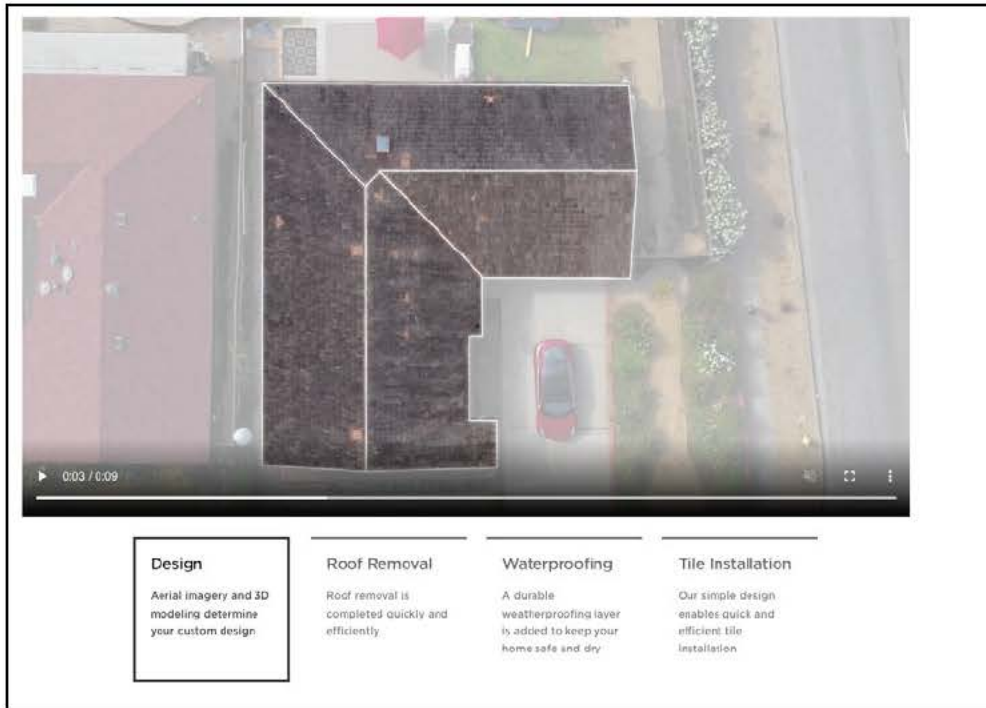 0:03 / 0:09
Design
Aerial imagery and 3D
modeling determine
your custom design
Roof Removal
Roof removal is
completed quickly and
efficiently
Waterproofing
A durable
weatherproofing layer
is added to keep your
home safe and dry
Tile Installation
Our simple design
enables quick and
efficient tile
installation